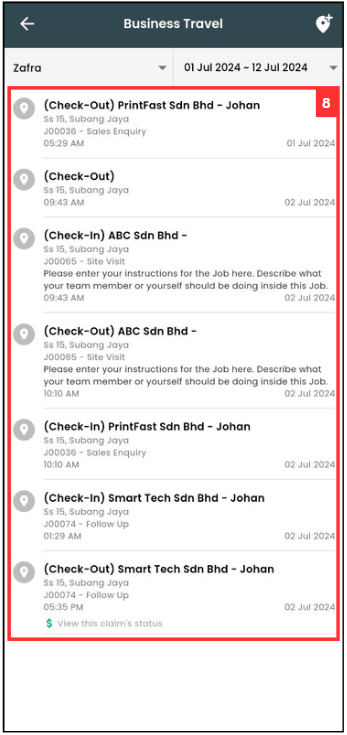 Business Travel
Zafra
01 Jul 2024 ~ 12 Jul 2024
8
(Check-Out) PrintFast Sdn Bhd - Johan
Ss 15, Subang Jaya
J00036 - Sales Enquiry
05:29 AM
01 Jul 2024
(Check-Out)
Ss 15, Subang Jaya
09:43 AM
02 Jul 2024
(Check-In) ABC Sdn Bhd -
Ss 15, Subang Jaya
J00065 - Site Visit
Please enter your instructions for the Job here. Describe what
your team member or yourself should be doing inside this Job.
09:43 AM
02 Jul 2024
(Check-Out) ABC Sdn Bhd -
Ss 15, Subang Jaya
J00065 - Site Visit
Please enter your instructions for the Job here. Describe what
your team member or yourself should be doing inside this Job.
10:10 AM
02 Jul 2024
(Check-In) PrintFast Sdn Bhd - Johan
Ss 15, Subang Jaya
J00036 - Sales Enquiry
10:10 AM
02 Jul 2024
(Check-In) Smart Tech Sdn Bhd - Johan
Ss 15, Subang Jaya
J00074 - Follow Up
01:29 AM
02 Jul 2024
(Check-Out) Smart Tech Sdn Bhd - Johan
Ss 15, Subang Jaya
J00074 - Follow Up
05:35 PM
02 Jul 2024
$ View this claim's status